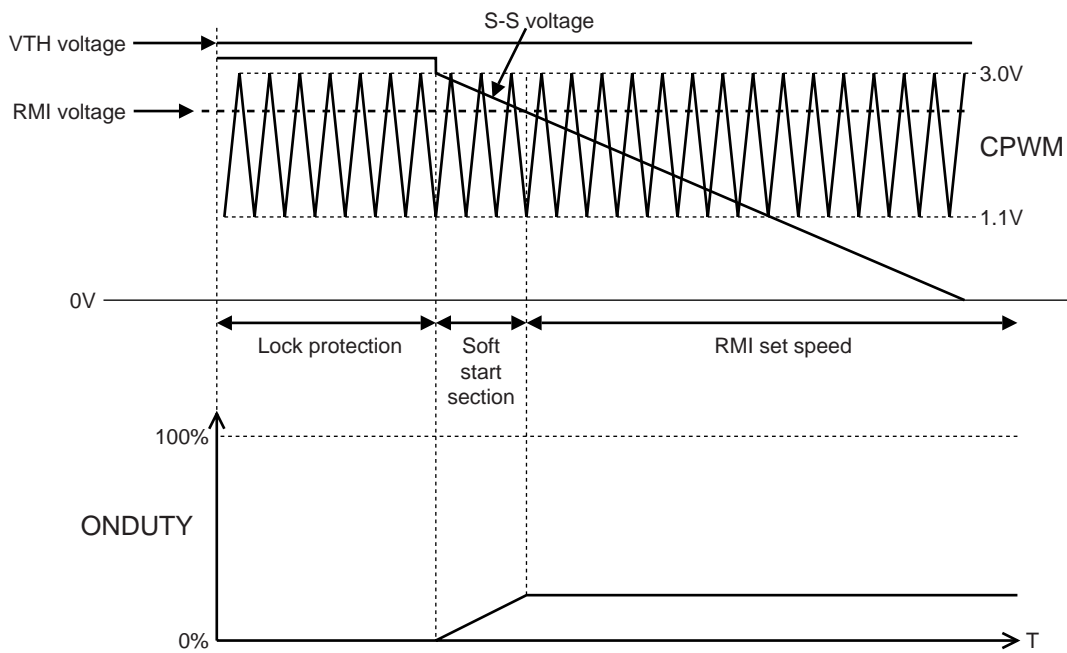 S-S voltage
VTH voltage
3.0V
RMI voltage
CPWM
1.1V
0V
Lock protection
Soft
start
section
RMI set speed
100%
ONDUTY
0%
T